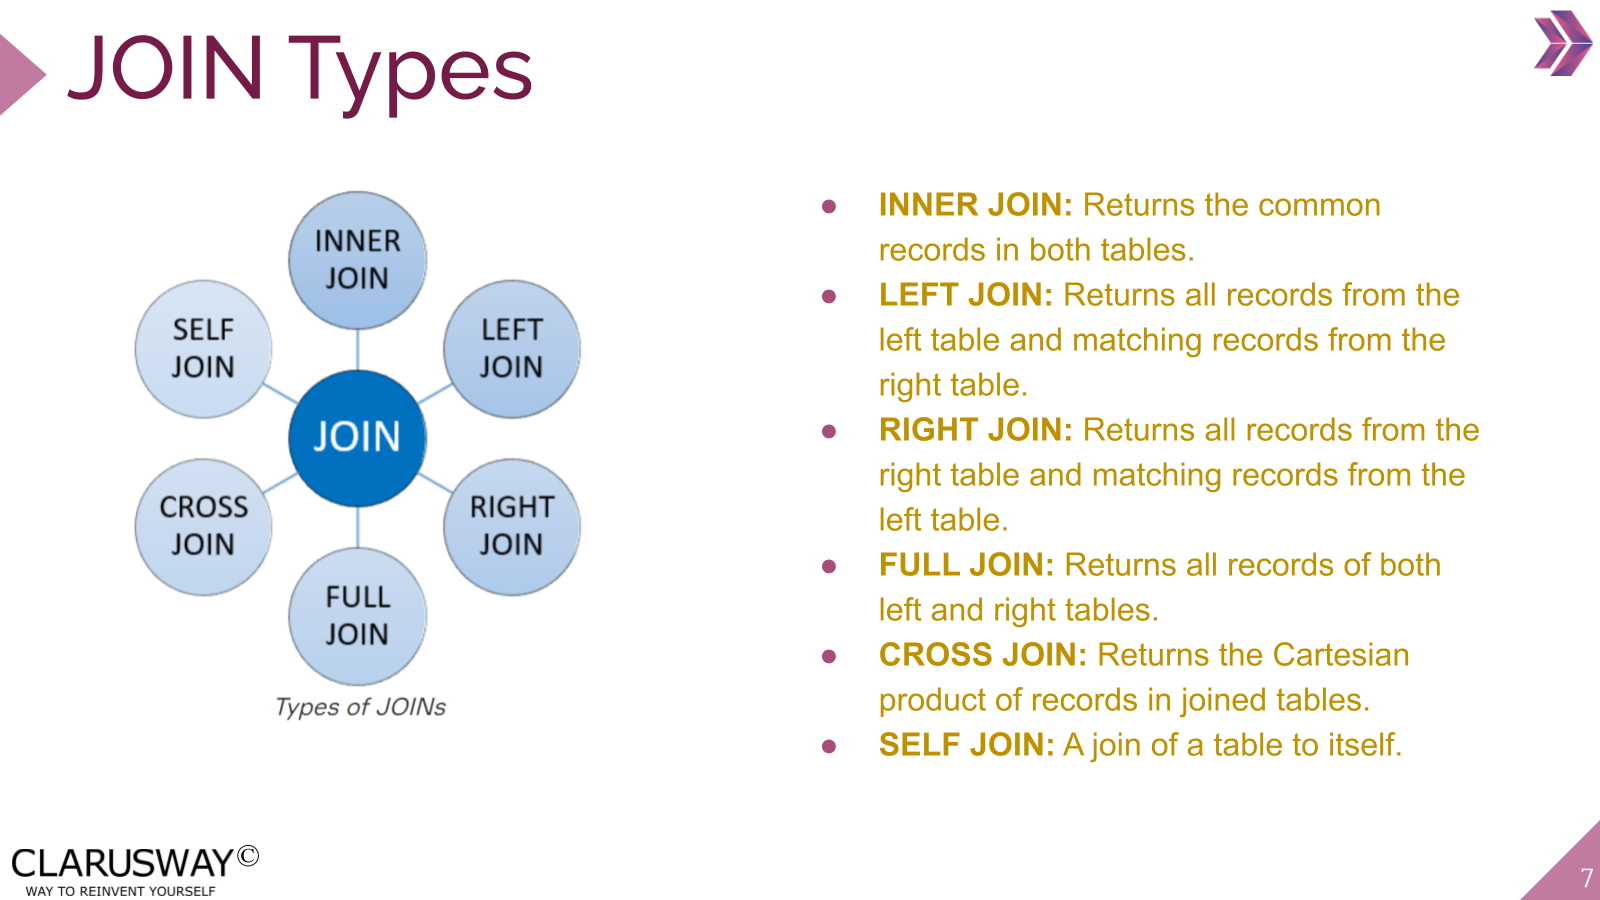 JOIN Types
INNER
JOIN
SELF
JOIN
LEFT
JOIN
JOIN
CROSS
JOIN
RIGHT
JOIN
FULL
JOIN
Types of JOINs
● INNER JOIN: Returns the common
records in both tables.
● LEFT JOIN: Returns all records from the
left table and matching records from the
right table.
● RIGHT JOIN: Returns all records from the
right table and matching records from the
left table.
● FULL JOIN: Returns all records of both
left and right tables.
● CROSS JOIN: Returns the Cartesian
product of records in joined tables.
● SELF JOIN: A join of a table to itself.
CLARUSWAY©
WAY TO REINVENT YOURSELF
7